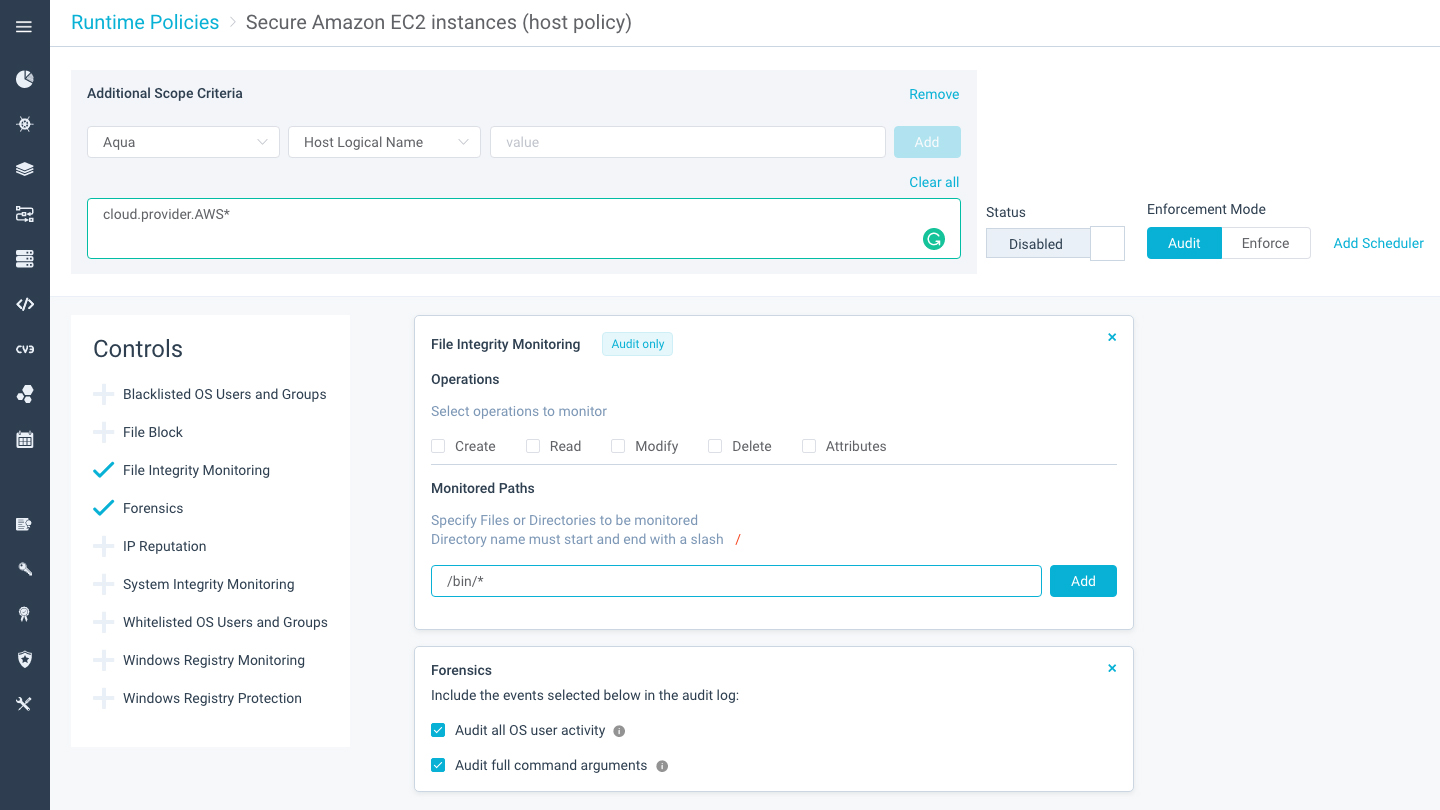 Runtime Policies > Secure Amazon EC2 instances (host policy)
Additional Scope Criteria
Remove
Aqua
Host Logical Name
value
Add
Clear all
cloud.provider.AWS*
Status
Disabled
Enforcement Mode
Audit
Enforce
Add Scheduler
CVE
Controls
Blacklisted OS Users and Groups
File Block
File Integrity Monitoring
Forensics
IP Reputation
System Integrity Monitoring
Whitelisted OS Users and Groups
Windows Registry Monitoring
Windows Registry Protection
File Integrity Monitoring
Audit only
Operations
Select operations to monitor
Create
Read
Modify
Delete
Attributes
Monitored Paths
Specify Files or Directories to be monitored
Directory name must start and end with a slash /
/bin/*
Add
Forensics
Include the events selected below in the audit log:
Audit all OS user activity
Audit full command arguments